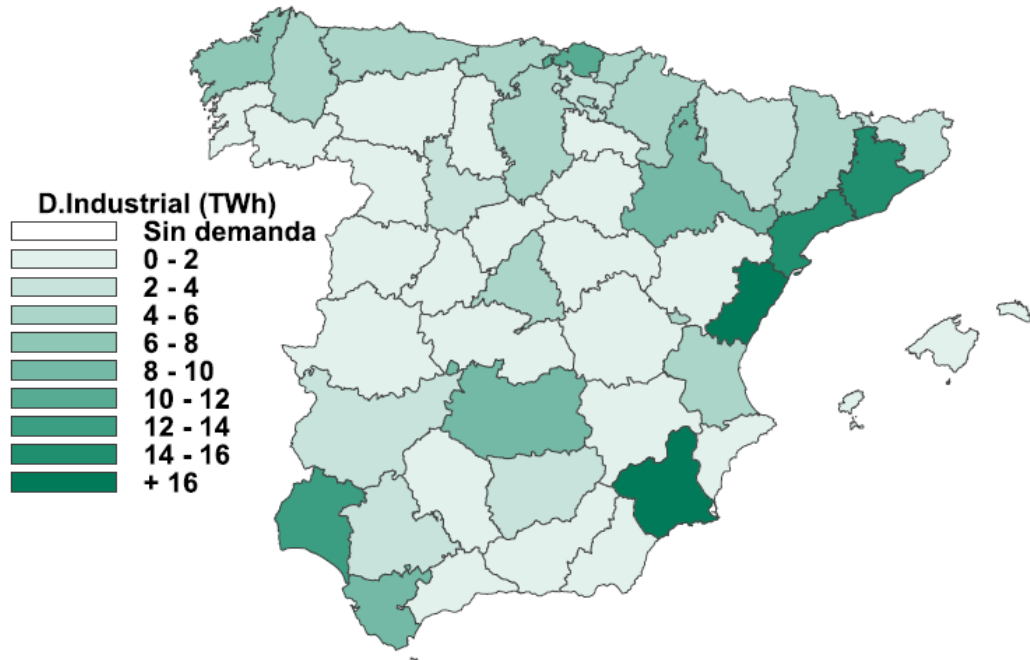 D.Industrial (TWh)
Sin demanda
0 - 2
2 - 4
4 - 6
6 - 8
8 - 10
10 - 12
12 - 14
14 - 16
+ 16